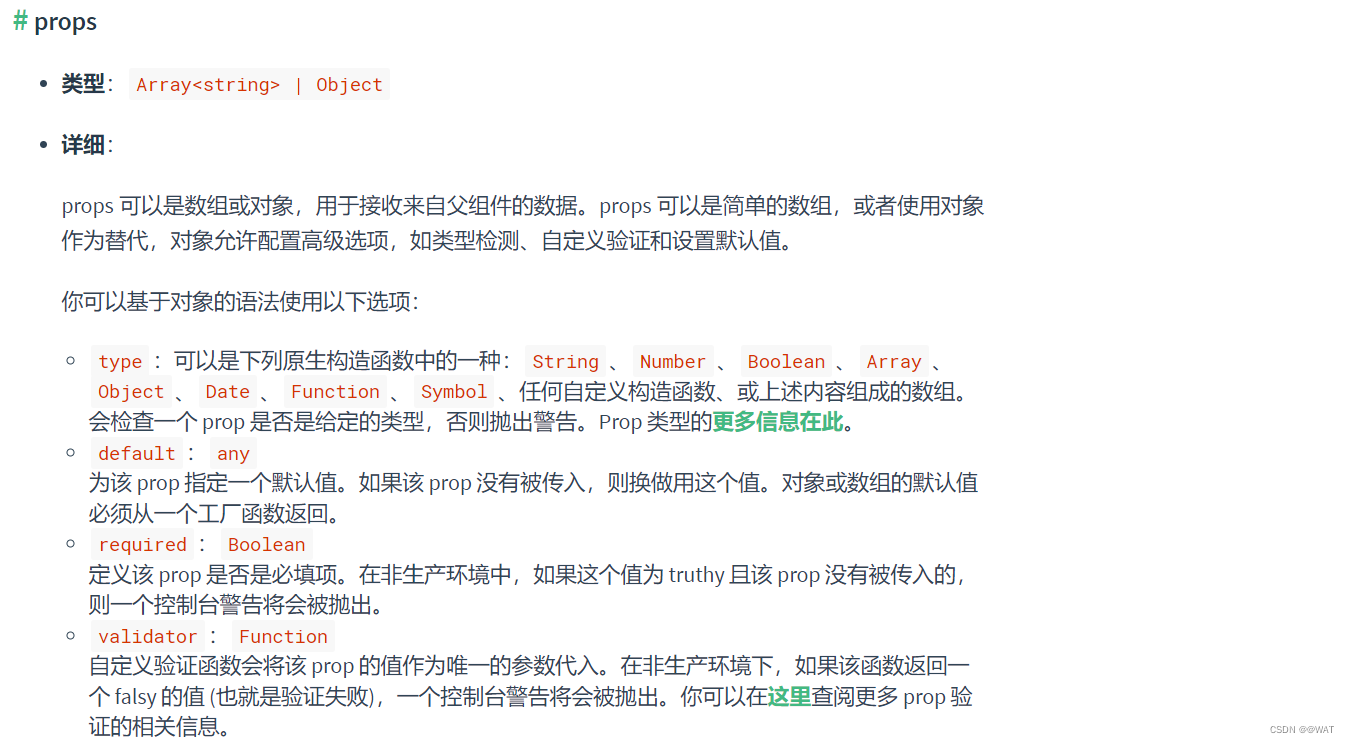 # props
类型： Array<string> | Object
详细：
props 可以是数组或对象，用于接收来自父组件的数据。props 可以是简单的数组，或者使用对象
作为替代，对象允许配置高级选项，如类型检测、自定义验证和设置默认值。
你可以基于对象的语法使用以下选项：
type ：可以是下列原生构造函数中的一种： String 、 Number 、 Boolean 、 Array 、
Object 、 Date 、 Function 、 Symbol 、任何自定义构造函数、或上述内容组成的数组。
会检查一个 prop 是否是给定的类型，否则抛出警告。Prop 类型的更多信息在此。
default ： any
为该 prop 指定一个默认值。如果该 prop 没有被传入，则换做用这个值。对象或数组的默认值
必须从一个工厂函数返回。
required ： Boolean
定义该 prop 是否是必填项。在非生产环境中，如果这个值为 truthy 且该 prop 没有被传入的，
则一个控制台警告将会被抛出。
validator ： Function
自定义验证函数会将该 prop 的值作为唯一的参数代入。在非生产环境下，如果该函数返回一
个 falsy 的值 (也就是验证失败)，一个控制台警告将会被抛出。你可以在这里查阅更多 prop 验
证的相关信息。
CSDN @@WAT